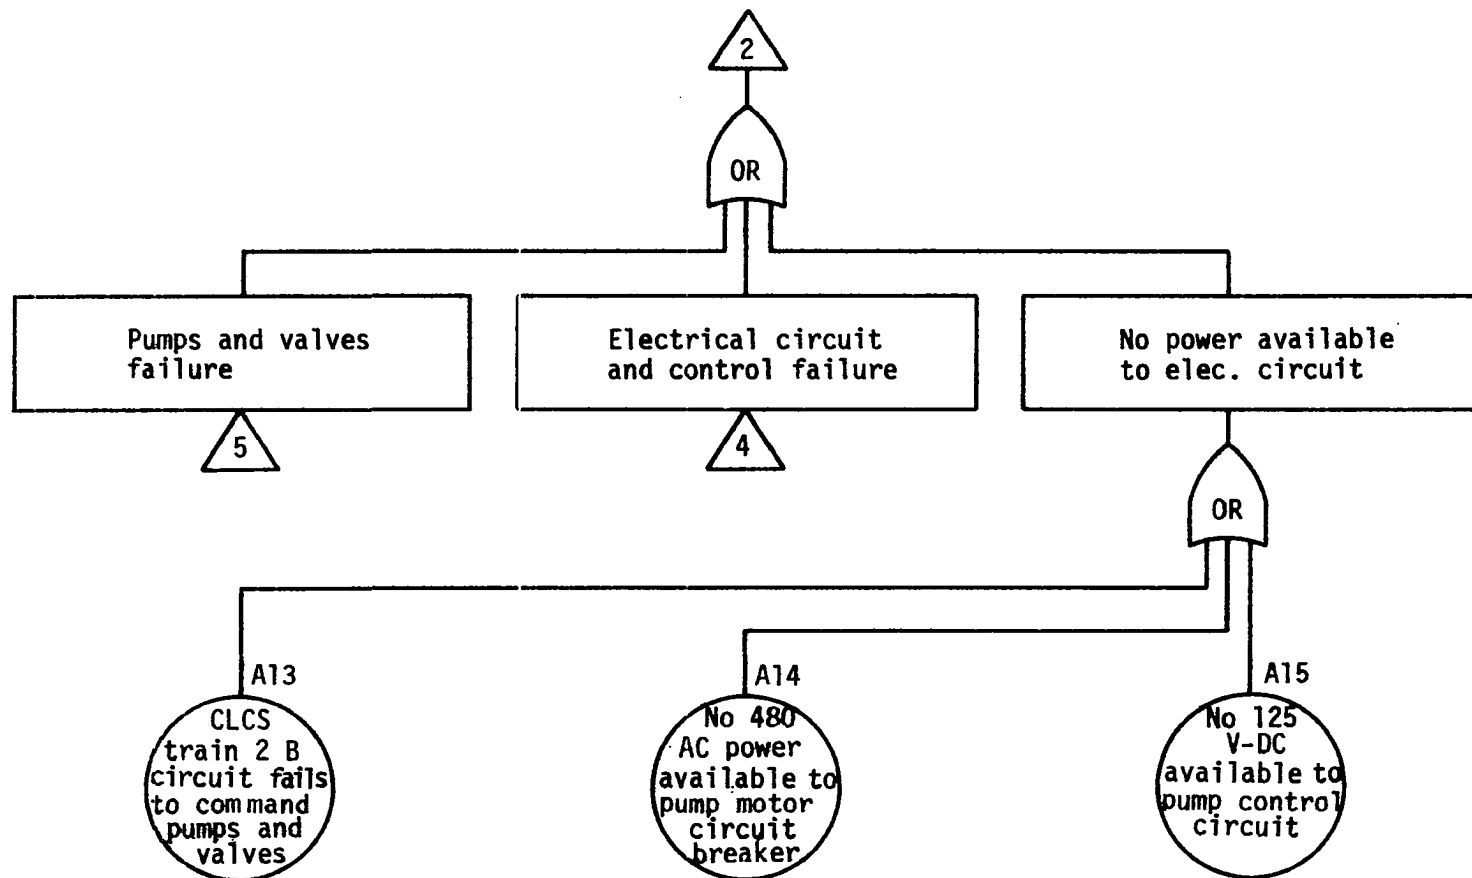 2
OR
Pumps and valves
failure
Electrical circuit
and control failure
No power available
to elec. circuit
5
4
OR
A13
CLCS
train 2 B
circuit fails
to command
pumps and
valves
A14
No 480
AC power
available to
pump motor
circuit
breaker
A15
No 125
V-DC
available to
pump control
circuit